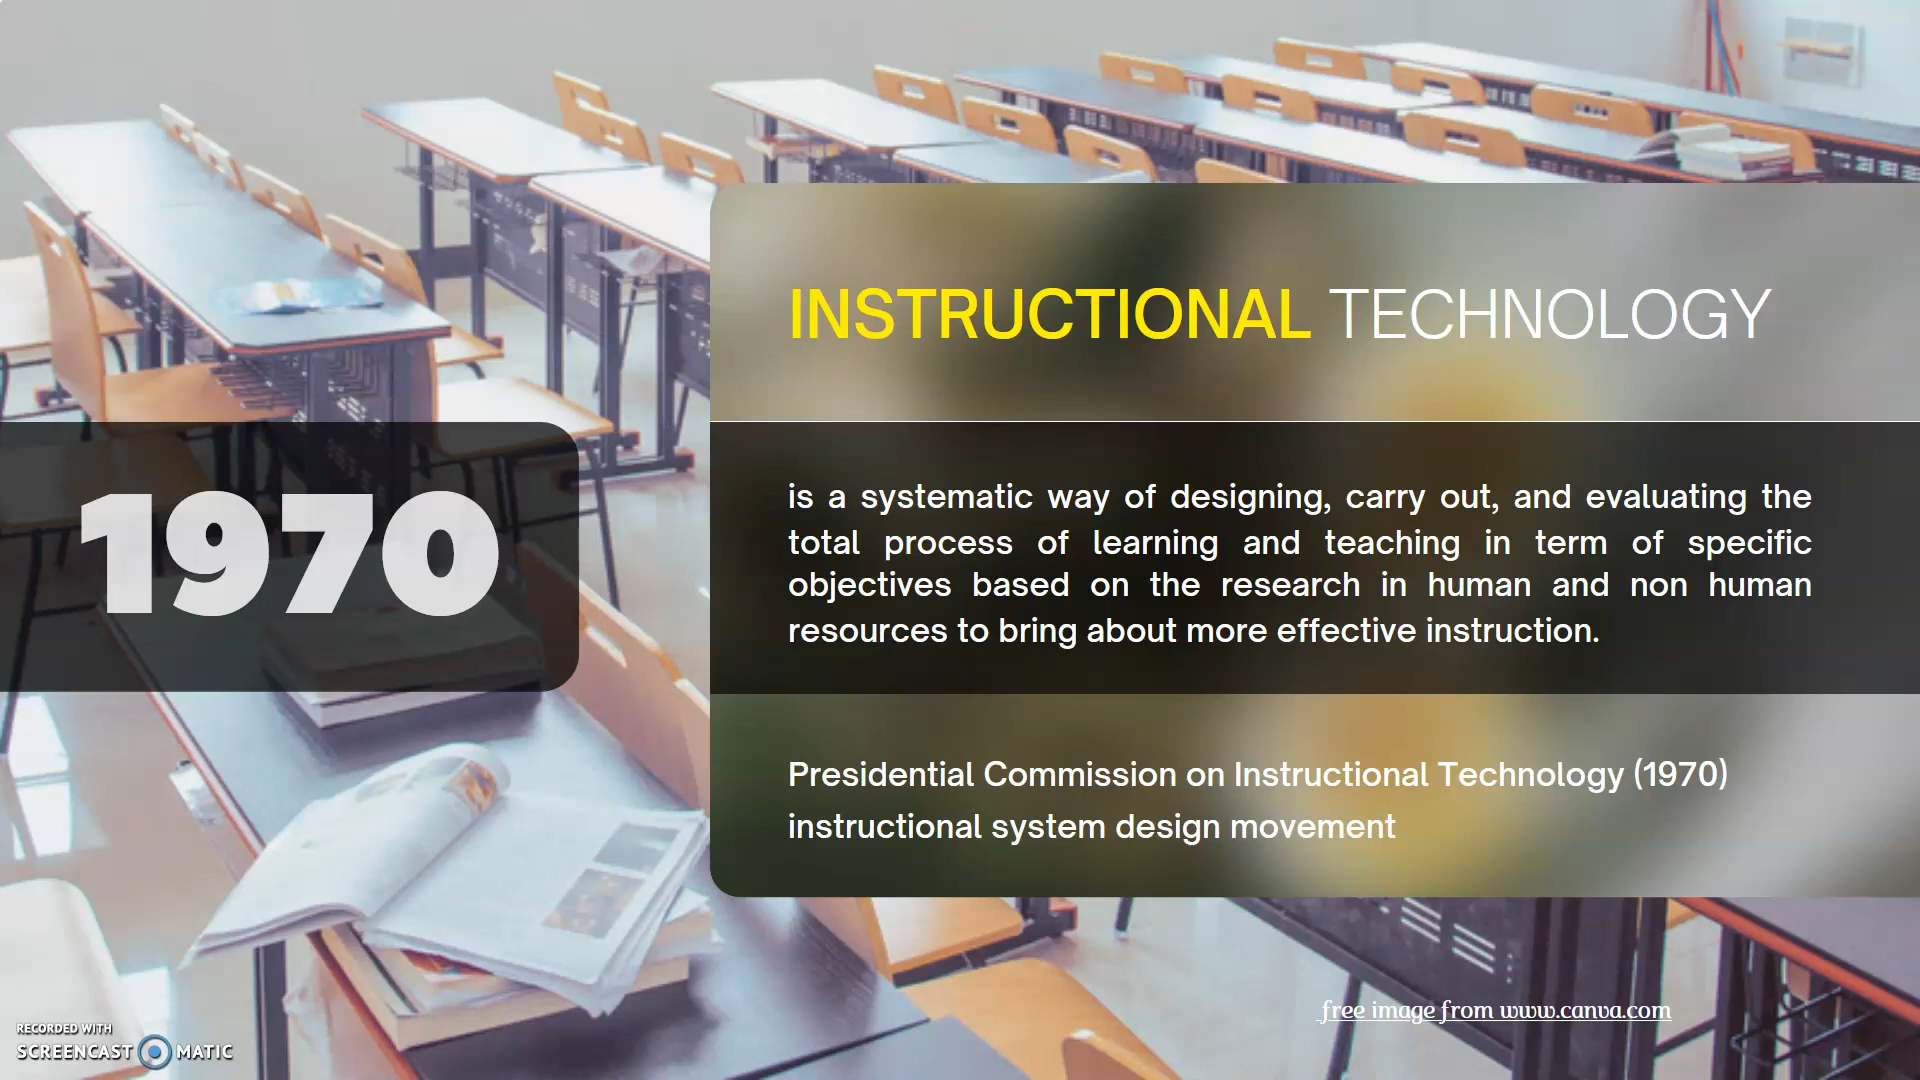 INSTRUCTIONAL TECHNOLOGY
1970
is a systematic way of designing, carry out, and evaluating the
total process of learning and teaching in term of specific
objectives based on the research in human and non human
resources to bring about more effective instruction.
Presidential Commission on Instructional Technology (1970)
instructional system design movement
free image from www.canva.com
RECORDED WITH
SCREENCAST MATIC